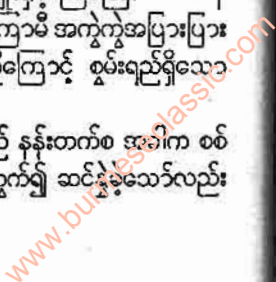 ကြာမီ အကွဲကွဲအပြားပြား
ကြောင့် စွမ်းရည်ရှိသော
နန်းတက်စ အခါက စစ်
ဆင်နွှဲခဲ့သော်လည်း
www.burmeseclassic.com